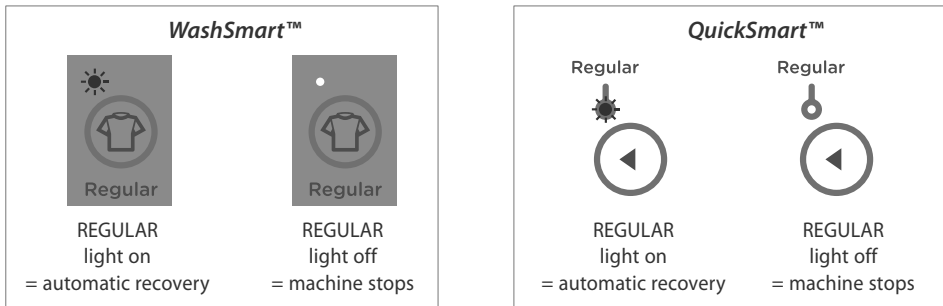 WashSmart™
Regular
Regular
REGULAR
light on
= automatic recovery
REGULAR
light off
= machine stops
QuickSmart™
Regular
Regular
REGULAR
light on
= automatic recovery
REGULAR
light off
= machine stops